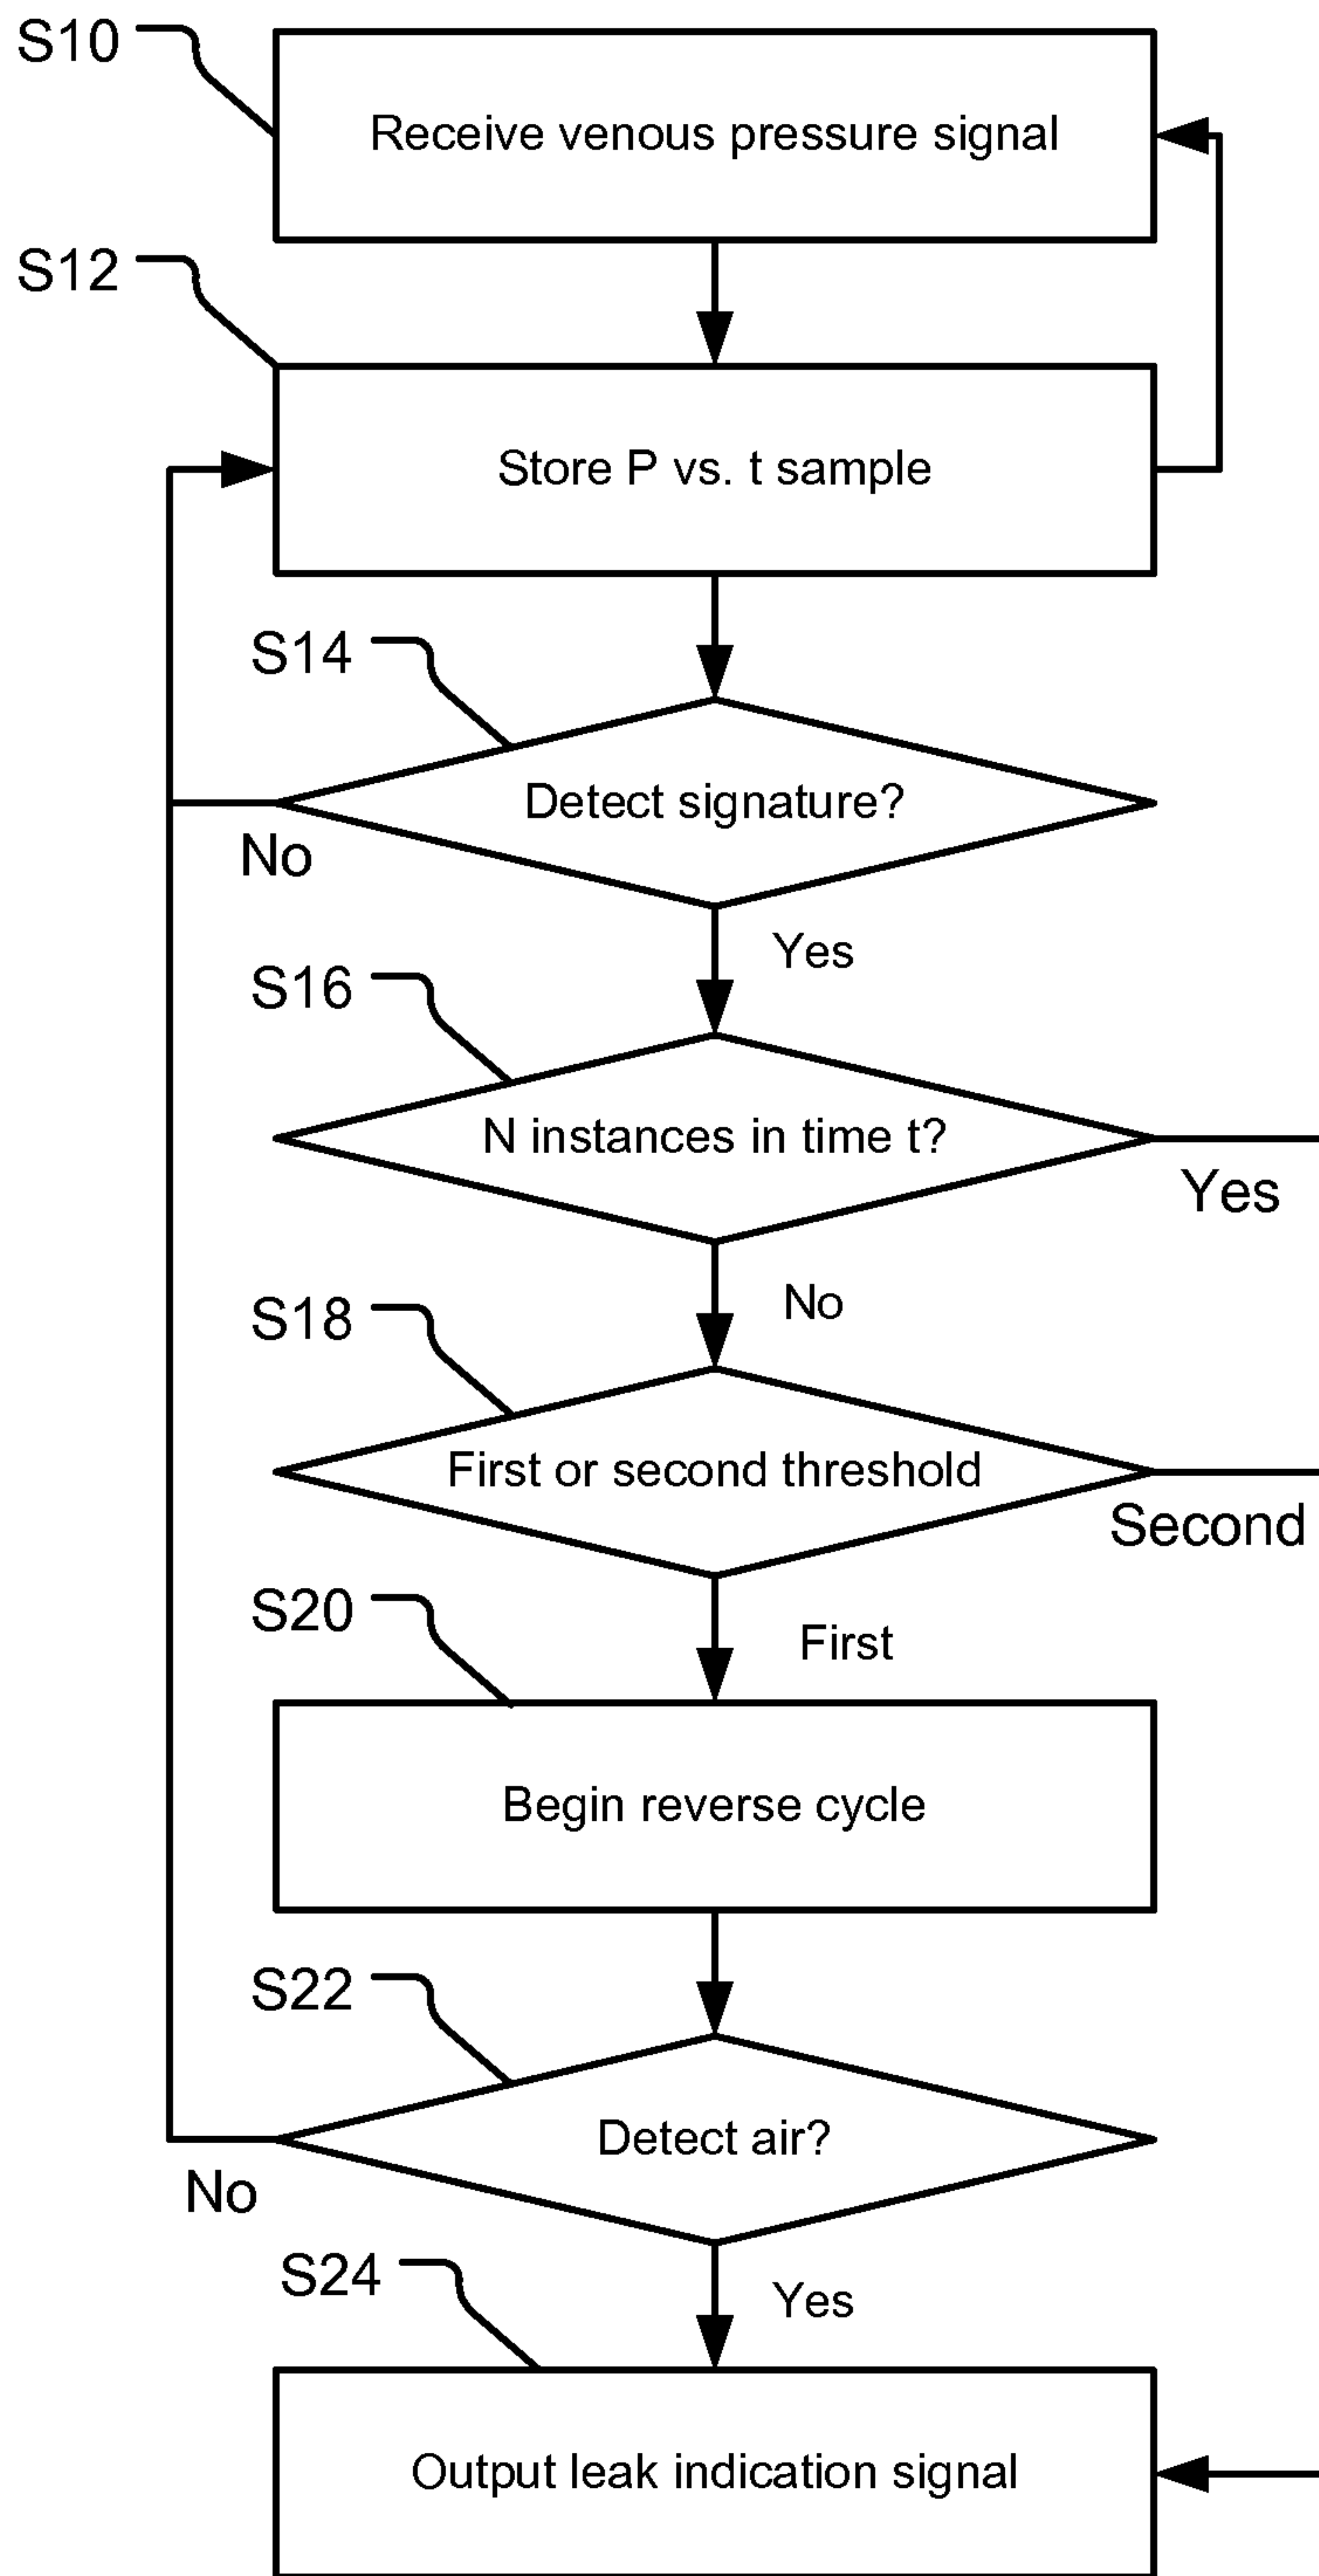 S10
Receive venous pressure signal
S12
Store P vs. t sample
S14
Detect signature?
No
Yes
S16
N instances in time t?
Yes
No
S18
First or second threshold
Second
First
S20
Begin reverse cycle
S22
Detect air?
No
Yes
S24
Output leak indication signal